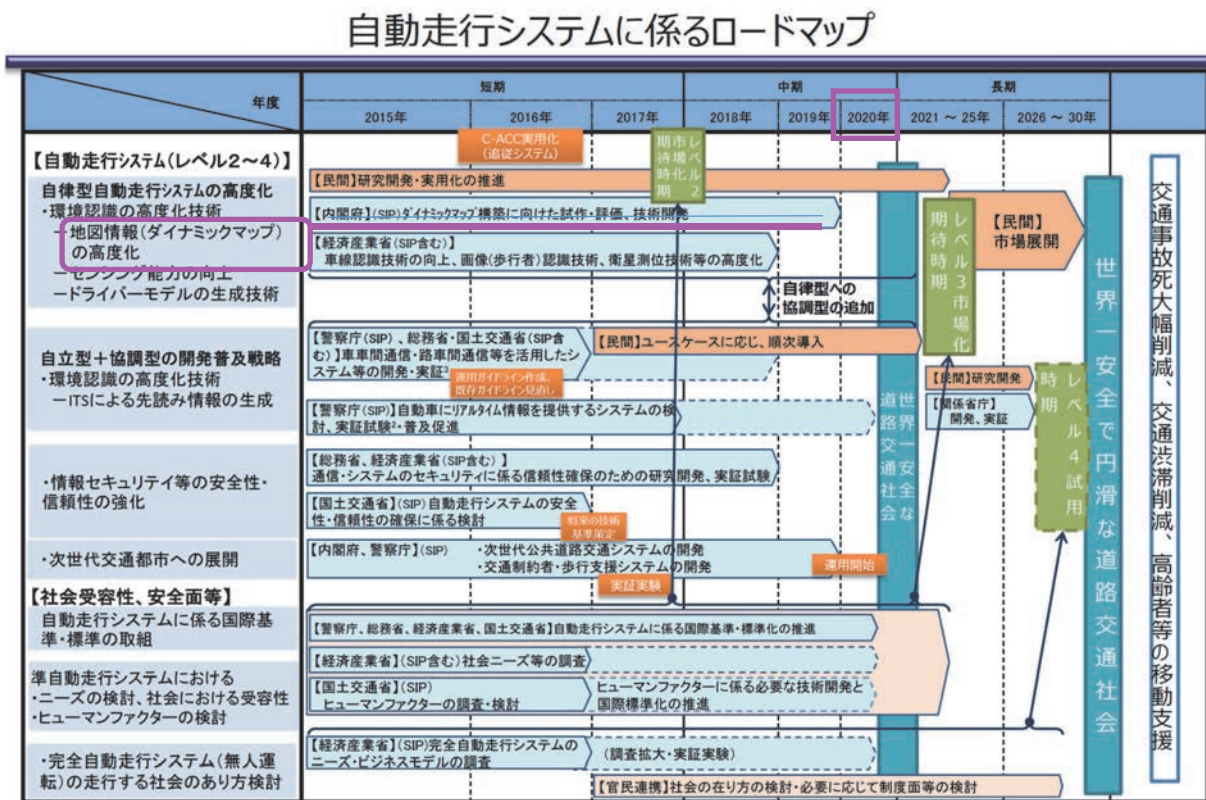 自動走行システムに係るロードマップ
年度
短期
中期
長期
2015年
2016年
2017年
2018年
2019年
2020年
2021 ～ 25年
2026 ～ 30年
【自動走行システム(レベル2～4)】
自律型自動走行システムの高度化
・環境認識の高度化技術
ー地図情報(ダイナミックマップ)
の高度化
ーセンシング能力の向上
ードライバーモデルの生成技術
C-ACC実用化
(追従システム)
レベル2
市場化
期待時期
【民間】研究開発・実用化の推進
【内閣府】(SIP)ダイナミックマップ構築に向けた試作・評価、技術開発
【経済産業省(SIP含む)】
車線認識技術の向上、画像(歩行者)認識技術、衛星測位技術等の高度化
自律型への
協調型の追加
レベル3市場化
期待時期
【民間】
市場展開
自立型＋協調型の開発普及戦略
・環境認識の高度化技術
ーITSによる先読み情報の生成
【警察庁(SIP)、総務省・国土交通省(SIP含
む)】車車間通信・路車間通信等を活用したシ
ステム等の開発・実証
運用ガイドライン作成、
既存ガイドライン見直し
【民間】ユースケースに応じ、順次導入
【警察庁(SIP)】自動車にリアルタイム情報を提供するシステムの検
討、実証試験²・普及促進
【民間】研究開発
【関係省庁】
開発、実証
レベル4試用
時期
世界一安全な
道路交通社会
世界一安全で円滑な道路交通社会
交通事故死大幅削減、交通渋滞削減、高齢者等の移動支援
・情報セキュリティ等の安全性・
信頼性の強化
【総務省、経済産業省(SIP含む)】
通信・システムのセキュリティに係る信頼性確保のための研究開発、実証試験
【国土交通省】(SIP)自動走行システムの安全
性・信頼性の確保に係る検討
将来の技術
基準策定
・次世代交通都市への展開
【内閣府、警察庁】(SIP)
・次世代公共道路交通システムの開発
・交通制約者・歩行支援システムの開発
運用開始
実証実験
【社会受容性、安全面等】
自動走行システムに係る国際基
準・標準の取組
【警察庁、総務省、経済産業省、国土交通省】自動走行システムに係る国際基準・標準化の推進
準自動走行システムにおける
・ニーズの検討、社会における受容性
・ヒューマンファクターの検討
【経済産業省】(SIP含む)社会ニーズ等の調査
【国土交通省】(SIP)
ヒューマンファクターの調査・検討
ヒューマンファクターに係る必要な技術開発と
国際標準化の推進
・完全自動走行システム(無人運
転)の走行する社会のあり方検討
【経済産業省】(SIP)完全自動走行システムの
ニーズ・ビジネスモデルの調査
(調査拡大・実証実験)
【官民連携】社会の在り方の検討・必要に応じて制度面等の検討